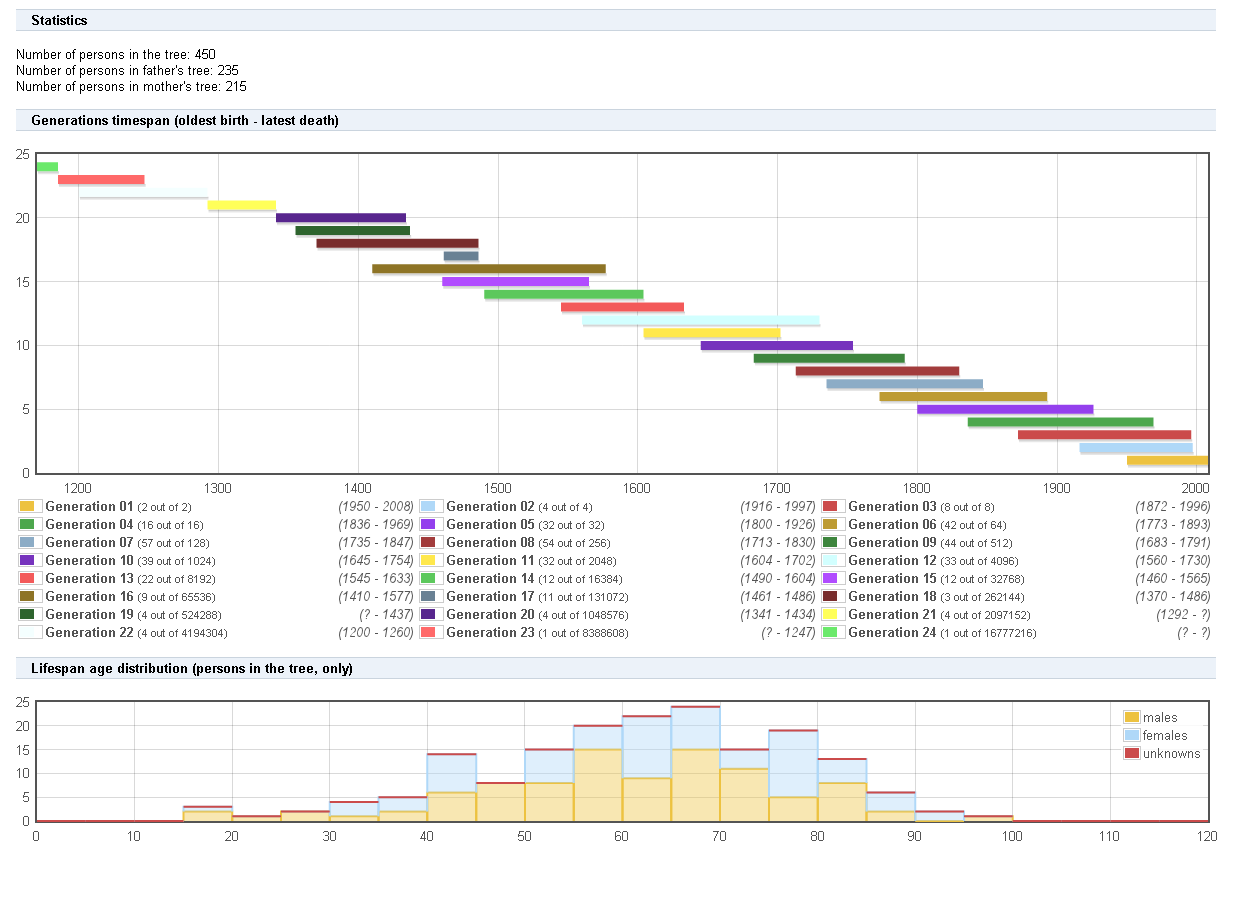 Statistics
Number of persons in the tree: 450
Number of persons in father's tree: 235
Number of persons in mother's tree: 215
Generations timespan (oldest birth - latest death)
25
20
15
10
5
0
1200 1300 1400 1500 1600 1700 1800 1900 2000
Generation 01 (2 out of 2) (1950 - 2008) Generation 02 (4 out of 4) (1916 - 1997) Generation 03 (8 out of 8) (1872 - 1996)
Generation 04 (16 out of 16) (1836 - 1969) Generation 05 (32 out of 32) (1800 - 1926) Generation 06 (42 out of 64) (1773 - 1893)
Generation 07 (57 out of 128) (1735 - 1847) Generation 08 (54 out of 256) (1713 - 1830) Generation 09 (44 out of 512) (1683 - 1791)
Generation 10 (39 out of 1024) (1645 - 1754) Generation 11 (32 out of 2048) (1604 - 1702) Generation 12 (33 out of 4096) (1560 - 1730)
Generation 13 (22 out of 8192) (1545 - 1633) Generation 14 (12 out of 16384) (1490 - 1604) Generation 15 (12 out of 32768) (1460 - 1565)
Generation 16 (9 out of 65536) (1410 - 1577) Generation 17 (11 out of 131072) (1461 - 1486) Generation 18 (3 out of 262144) (1370 - 1486)
Generation 19 (4 out of 524288) (? - 1437) Generation 20 (4 out of 1048576) (1341 - 1434) Generation 21 (4 out of 2097152) (1292 - ?)
Generation 22 (4 out of 4194304) (1200 - 1260) Generation 23 (1 out of 8388608) (? - 1247) Generation 24 (1 out of 16777216) (? - ?)
Lifespan age distribution (persons in the tree, only)
25
20
15
10
5
0
males
females
unknowns
0 10 20 30 40 50 60 70 80 90 100 110 120